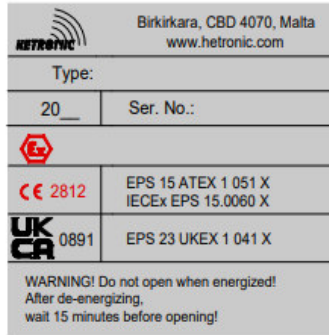 HETRONIC
Birkirkara, CBD 4070, Malta
www.hetronic.com
Type:
20__
Ser. No.:
Ex
CE 2812
EPS 15 ATEX 1 051 X
IECEx EPS 15.0060 X
UK
CA 0891
EPS 23 UKEX 1 041 X
WARNING! Do not open when energized!
After de-energizing,
wait 15 minutes before opening!